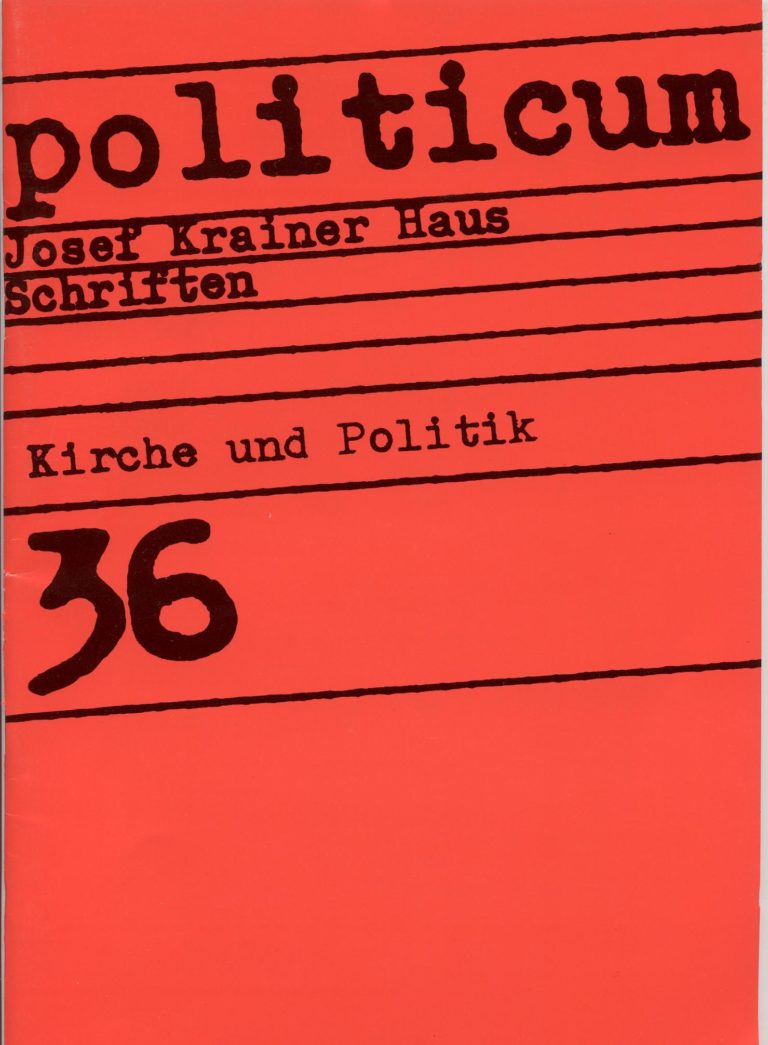 politicum
Josef Krainer Haus
Schriften
Kirche und Politik
36